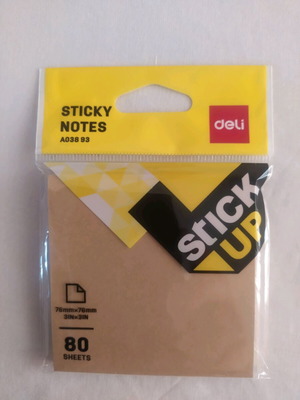 STICKY
NOTES
A038 93
deli
STICK
UP
76mm×76mm
3IN×3IN
80
SHEETS